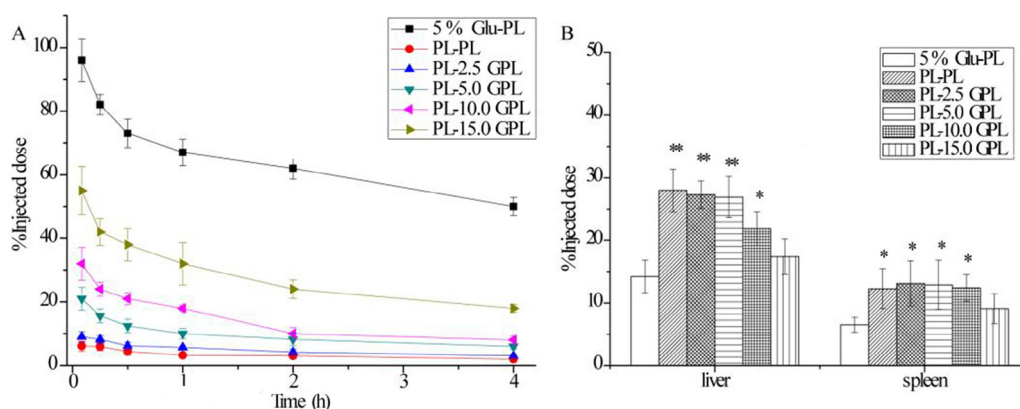 A
5 % Glu-PL
PL-PL
PL-2.5 GPL
PL-5.0 GPL
PL-10.0 GPL
PL-15.0 GPL
%Injected dose
100
80
60
40
20
0
0 1 2 3 4
Time (h)
B
5 % Glu-PL
PL-PL
PL-2.5 GPL
PL-5.0 GPL
PL-10.0 GPL
PL-15.0 GPL
%Injected dose
50
40
30
20
10
0
** ** ** *
* * * *
liver spleen